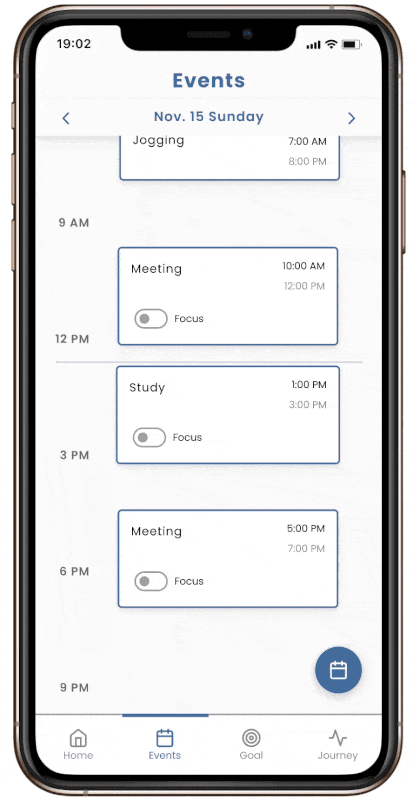 19:02
Events
Nov. 15 Sunday
Jogging
7:00 AM
8:00 PM
9 AM
Meeting
10:00 AM
12:00 PM
Focus
12 PM
Study
1:00 PM
3:00 PM
Focus
3 PM
Meeting
5:00 PM
7:00 PM
Focus
6 PM
9 PM
Home
Events
Goal
Journey